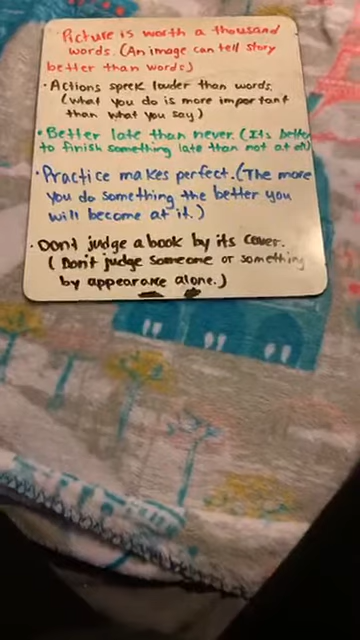 Picture is worth a thousand
words. (An image can tell story
better than words)
• Actions speek louder than words.
(what you do is more important
than what you say)
• Better late than never. (It is better
to finish something late than not at all)
• Practice makes perfect. (The more
you do something the better you
will become at it.)
• Dont judge a book by its cover.
(Don't judge someone or something
by appearance alone.)